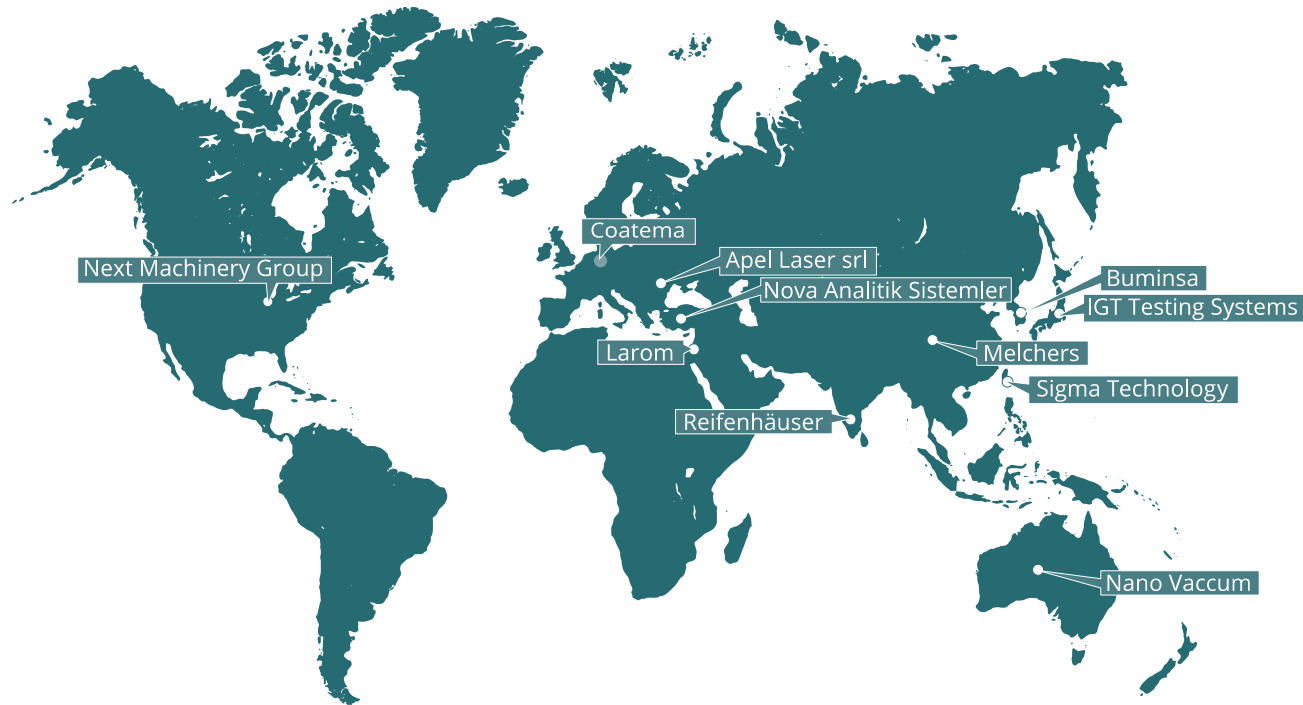 Coatema
Next Machinery Group
Apel Laser srl
Nova Analitik Sistemler
Buminsa
IGT Testing Systems
Larom
Melchers
Sigma Technology
Reifenhäuser
Nano Vaccum